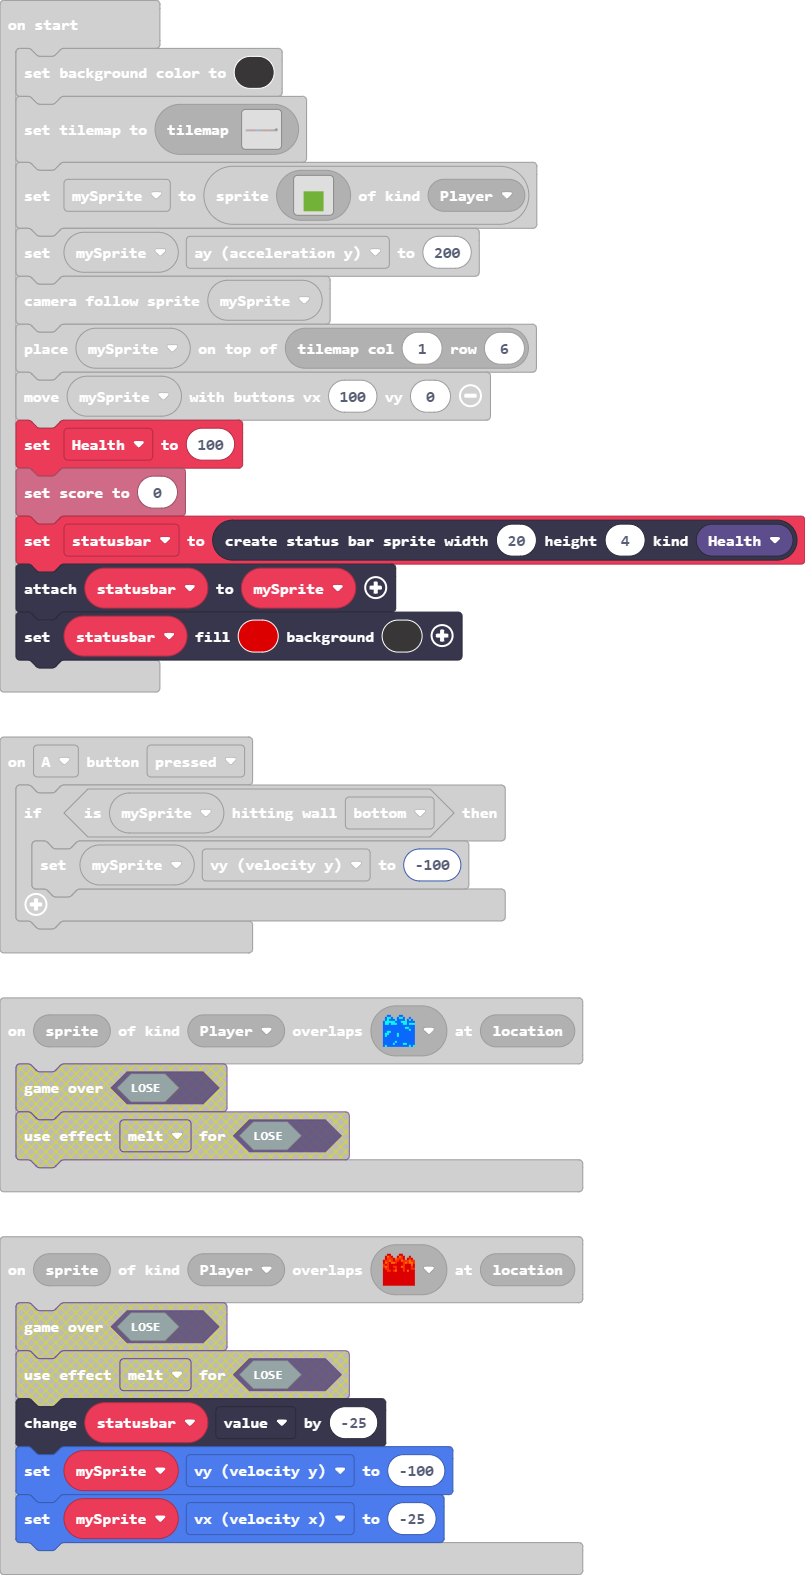 on start
set background color to
set tilemap to tilemap
set mySprite to sprite of kind Player
set mySprite ay (acceleration y) to 200
camera follow sprite mySprite
place mySprite on top of tilemap col 1 row 6
move mySprite with buttons vx 100 vy 0
set Health to 100
set score to 0
set statusbar to create status bar sprite width 20 height 4 kind Health
attach statusbar to mySprite
set statusbar fill background
on A button pressed
if is mySprite hitting wall bottom then
set mySprite vy (velocity y) to -100
on sprite of kind Player overlaps at location
game over LOSE
use effect melt for LOSE
on sprite of kind Player overlaps at location
game over LOSE
use effect melt for LOSE
change statusbar value by -25
set mySprite vy (velocity y) to -100
set mySprite vx (velocity x) to -25